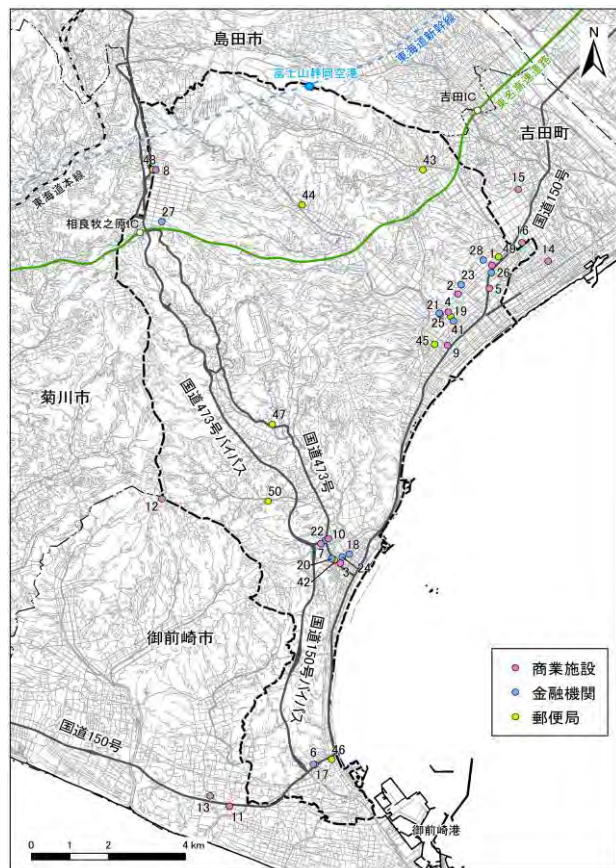 島田市
東海道新幹線
富士山静岡空港
N
吉田IC
東名高速道路
吉田町
43
48
8
東海道本線
44
15
国道150号
27
相良牧之原IC
16
49
14
28
1
26
23
2
5
21
4
19
25
41
45
9
菊川市
国道473号バイパス
47
国道473号
50
12
22
10
7
18
20
24
42
3
御前崎市
国道150号バイパス
商業施設
金融機関
郵便局
国道150号
6
46
17
13
11
御前崎港
0 2 4 km